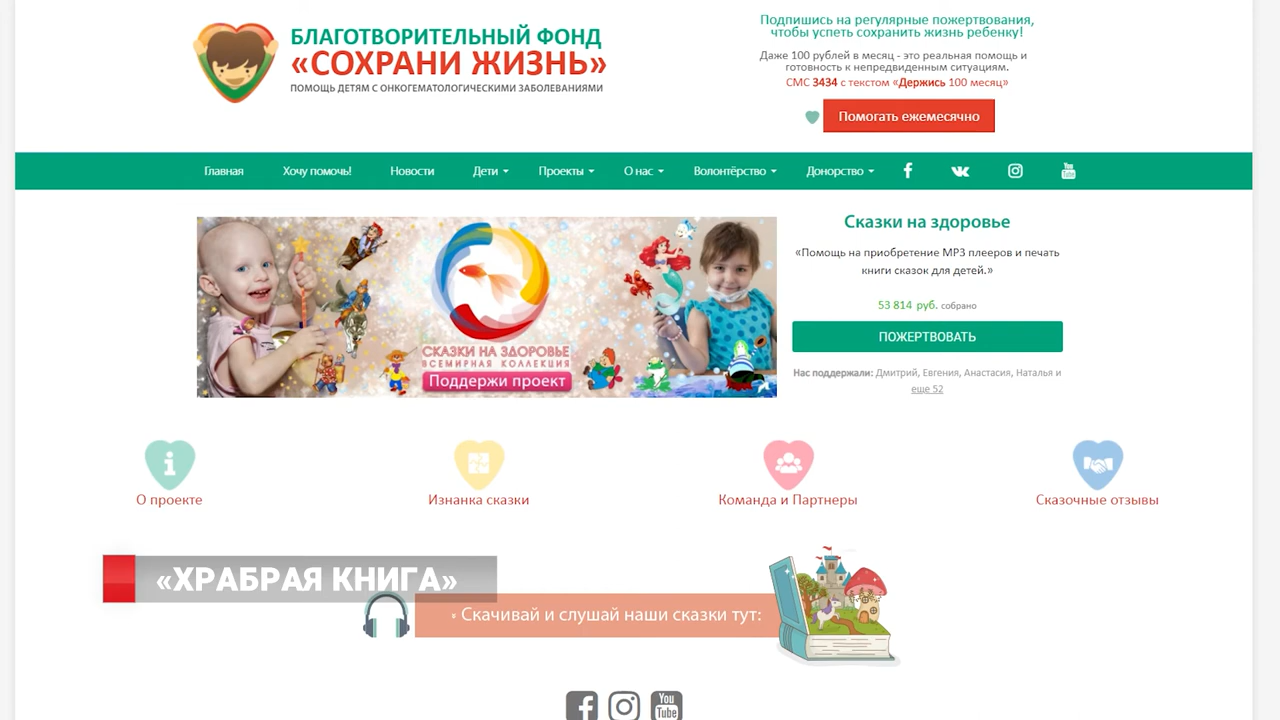 БЛАГОТВОРИТЕЛЬНЫЙ ФОНД
«СОХРАНИ ЖИЗНЬ»
ПОМОЩЬ ДЕТЯМ С ОНКОГЕМАТОЛОГИЧЕСКИМИ ЗАБОЛЕВАНИЯМИ
Подпишись на регулярные пожертвования,
чтобы успеть сохранить жизнь ребенку!
Даже 100 рублей в месяц - это реальная помощь и
готовность к непредвиденным ситуациям.
СМС 3434 с текстом «Держись 100 месяц»
Помогать ежемесячно
Главная Хочу помочь! Новости Дети Проекты О нас Волонтёрство Донорство
You Tube
СКАЗКИ НА ЗДОРОВЬЕ
ВСЕМИРНАЯ КОЛЛЕКЦИЯ
Поддержи проект
Сказки на здоровье
«Помощь на приобретение MP3 плееров и печать
книги сказок для детей.»
53 814 руб. собрано
ПОЖЕРТВОВАТЬ
Нас поддержали: Дмитрий, Евгения, Анастасия, Наталья и
еще 52
О проекте Изнанка сказки Команда и Партнеры Сказочные отзывы
«ХРАБРАЯ КНИГА»
Скачивай и слушай наши сказки тут:
You Tube